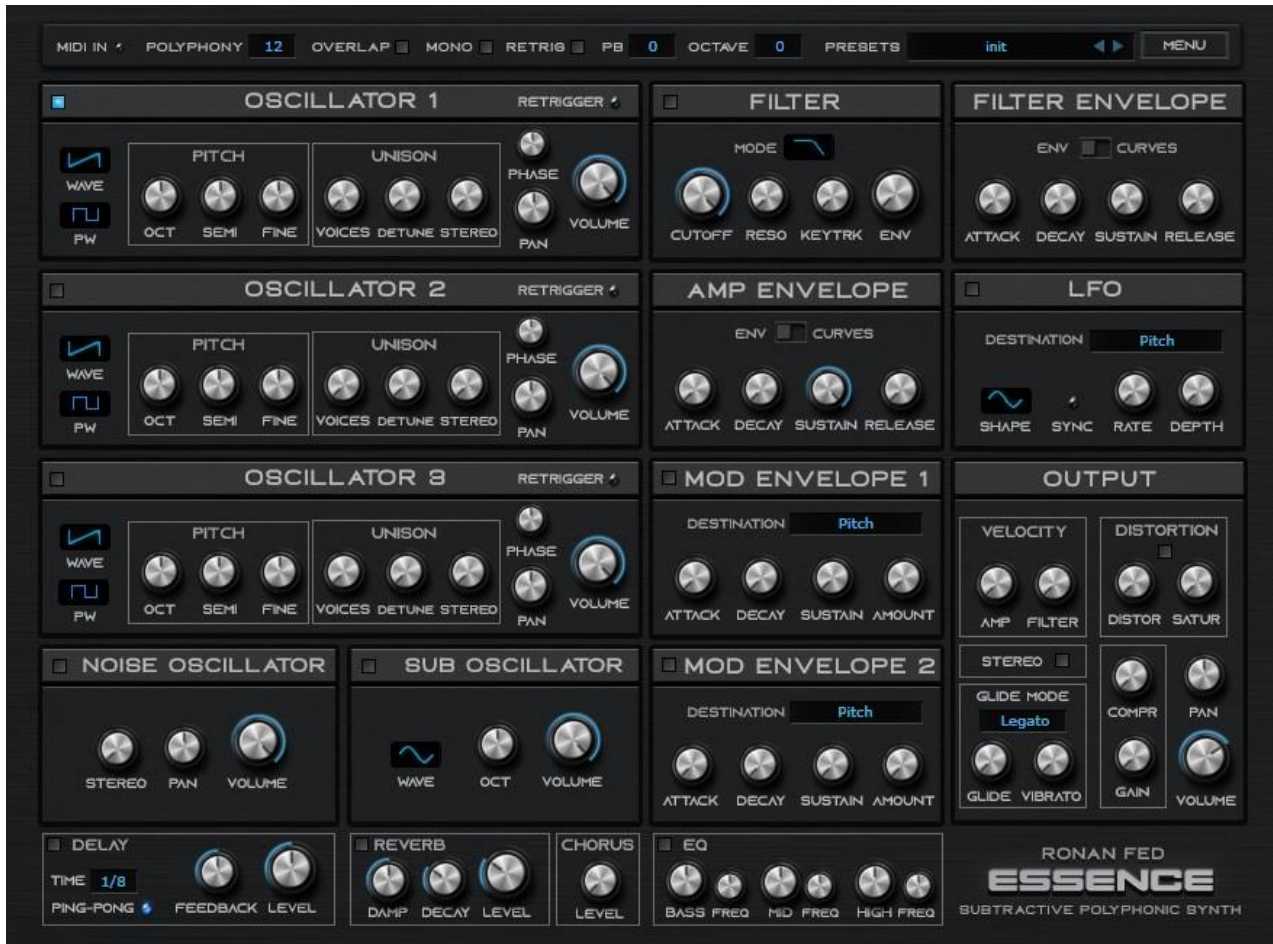 MIDI IN POLYPHONY 12 OVERLAP MONO RETRIG PB 0 OCTAVE 0 PRESETS init MENU
OSCILLATOR 1 RETRIGGER
WAVE
PW
PITCH
OCT SEMI FINE
UNISON
VOICES DETUNE STEREO
PHASE
PAN
VOLUME
FILTER
MODE
CUTOFF RESO KEYTRK ENV
FILTER ENVELOPE
ENV CURVES
ATTACK DECAY SUSTAIN RELEASE
OSCILLATOR 2 RETRIGGER
WAVE
PW
PITCH
OCT SEMI FINE
UNISON
VOICES DETUNE STEREO
PHASE
PAN
VOLUME
AMP ENVELOPE
ENV CURVES
ATTACK DECAY SUSTAIN RELEASE
LFO
DESTINATION Pitch
SHAPE SYNC RATE DEPTH
OSCILLATOR 3 RETRIGGER
WAVE
PW
PITCH
OCT SEMI FINE
UNISON
VOICES DETUNE STEREO
PHASE
PAN
VOLUME
MOD ENVELOPE 1
DESTINATION Pitch
ATTACK DECAY SUSTAIN AMOUNT
OUTPUT
VELOCITY
AMP FILTER
DISTORTION
DISTOR SATUR
STEREO
GLIDE MODE
Legato
GLIDE VIBRATO
COMPR
GAIN
PAN
VOLUME
NOISE OSCILLATOR
STEREO PAN VOLUME
SUB OSCILLATOR
WAVE OCT VOLUME
MOD ENVELOPE 2
DESTINATION Pitch
ATTACK DECAY SUSTAIN AMOUNT
DELAY
TIME 1/8
PING-PONG FEEDBACK LEVEL
REVERB
DAMP DECAY LEVEL
CHORUS
LEVEL
EQ
BASS FREQ MID FREQ HIGH FREQ
RONAN FED
ESSENCE
SUBTRACTIVE POLYPHONIC SYNTH